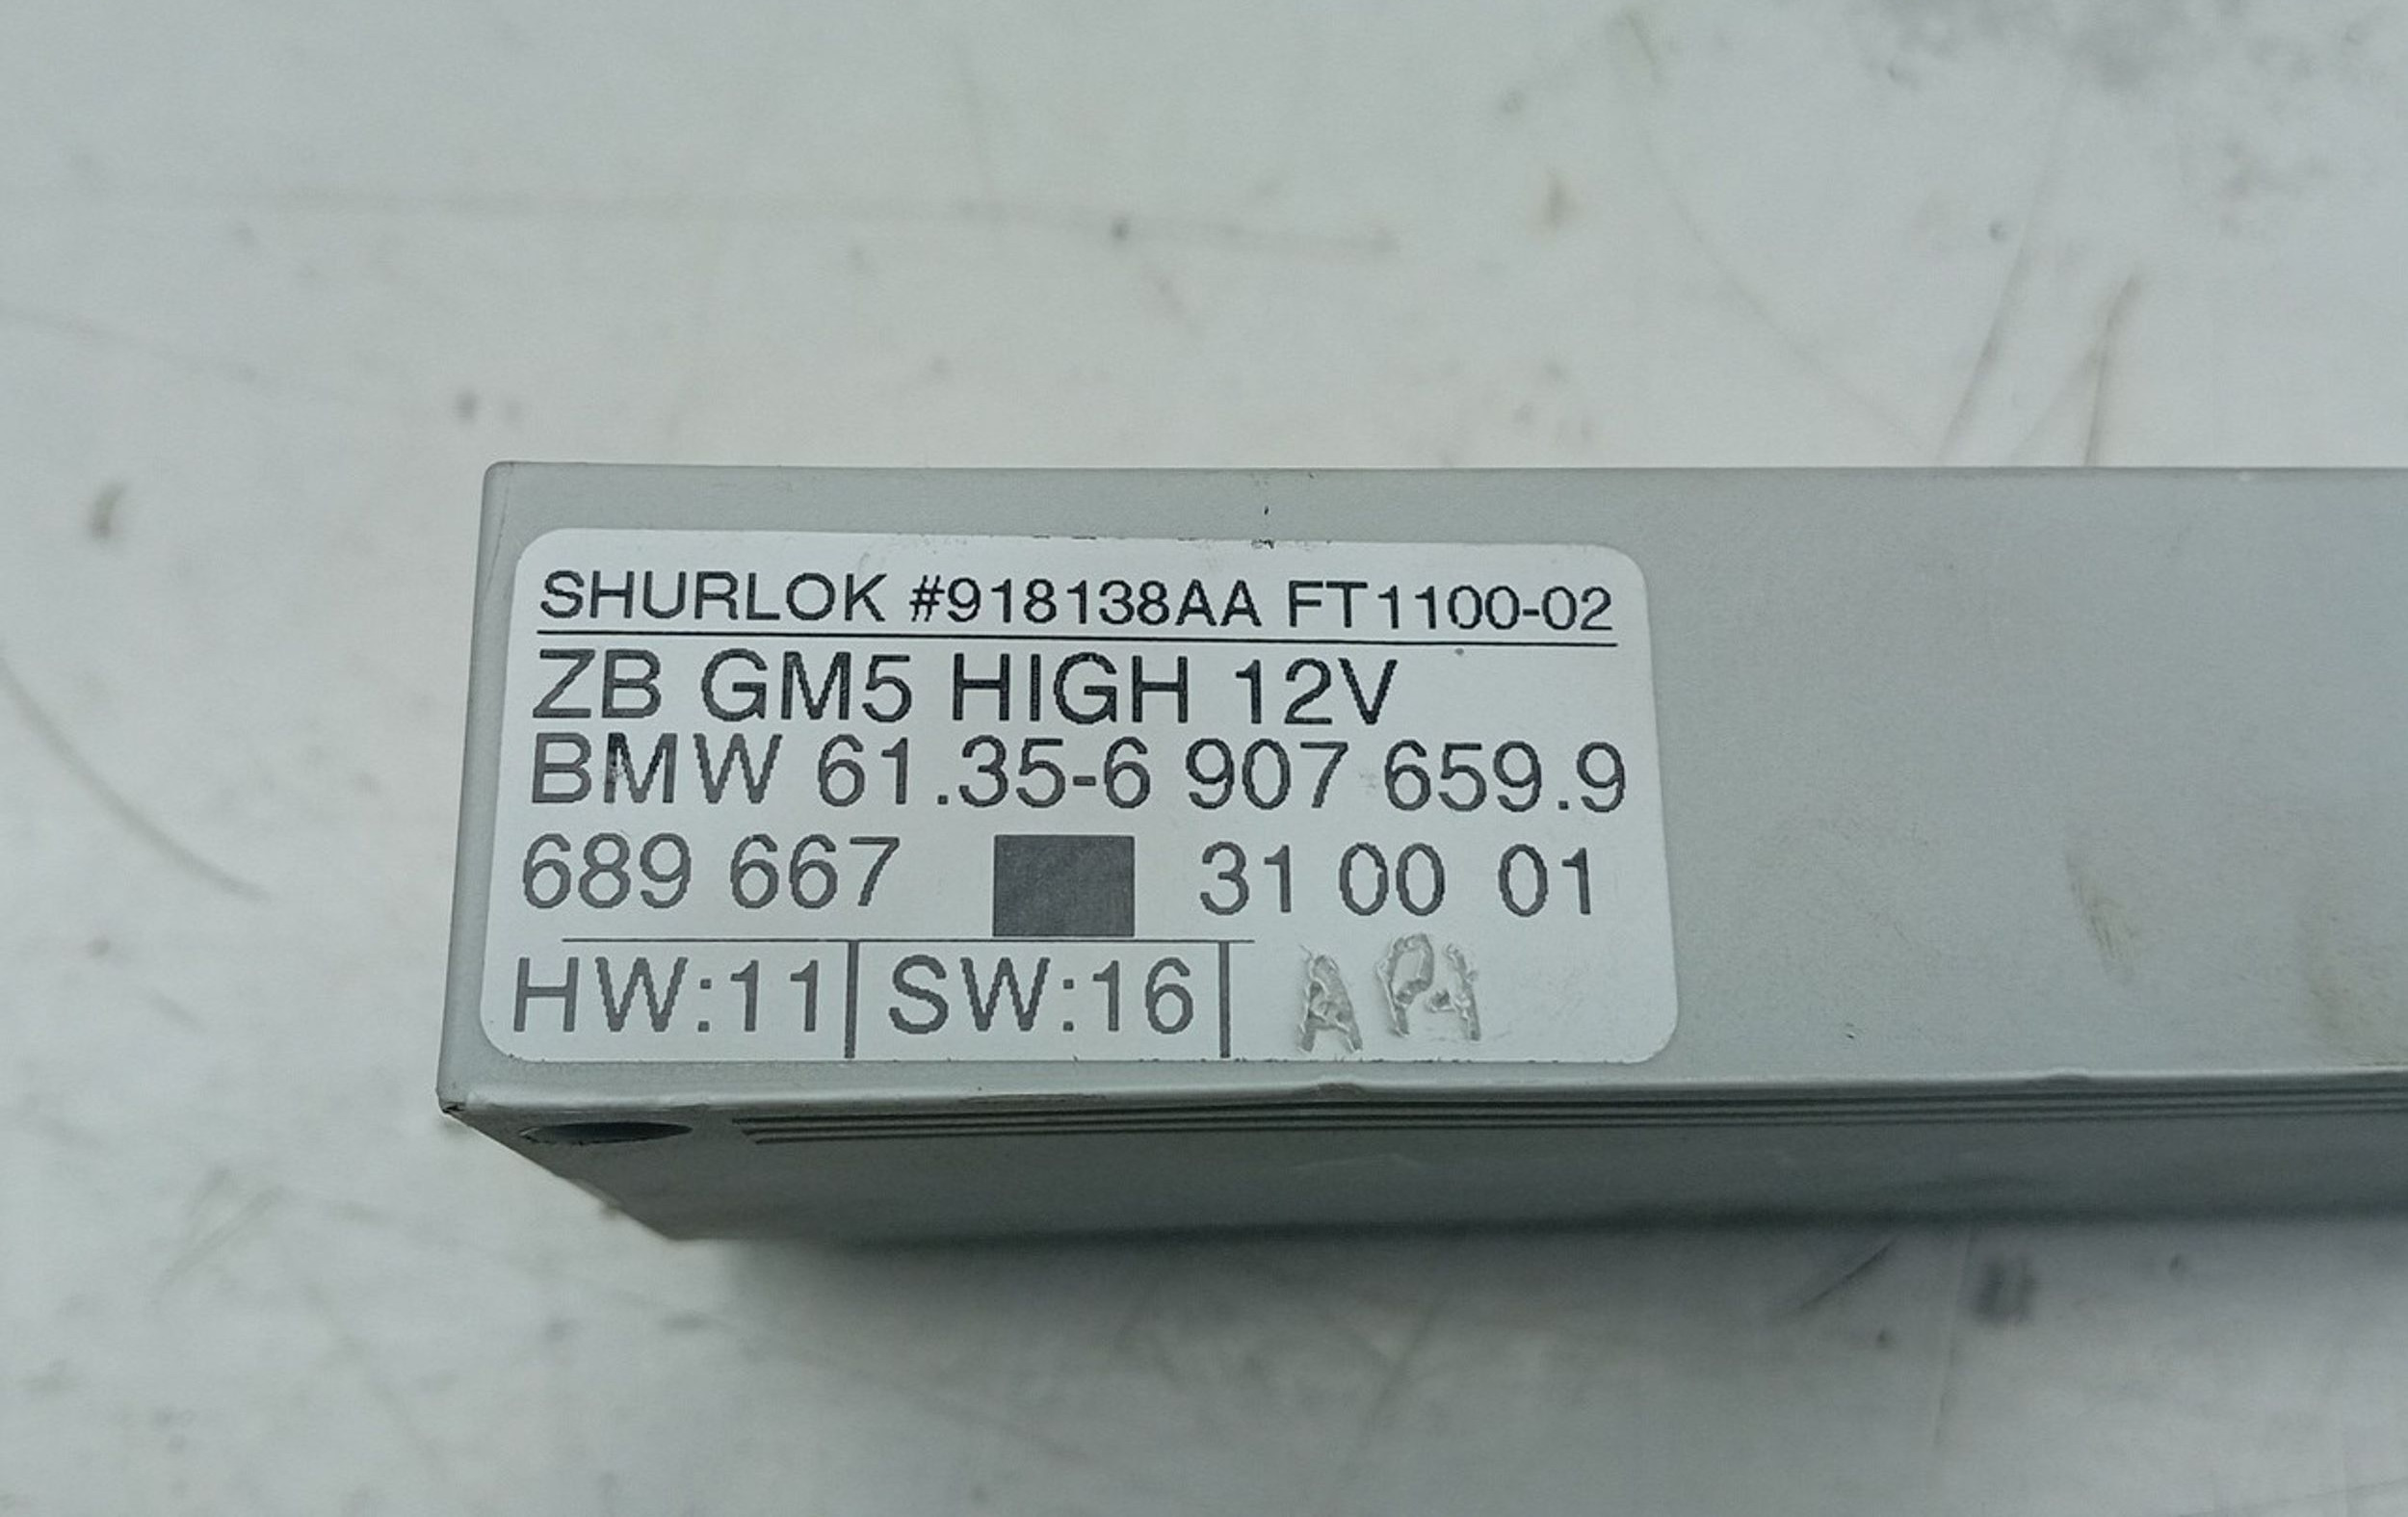 SHURLOK #918138AA FT1100-02
ZB GM5 HIGH 12V
BMW 61.35-6 907 659.9
689 667 31 00 01
HW:11 SW:16